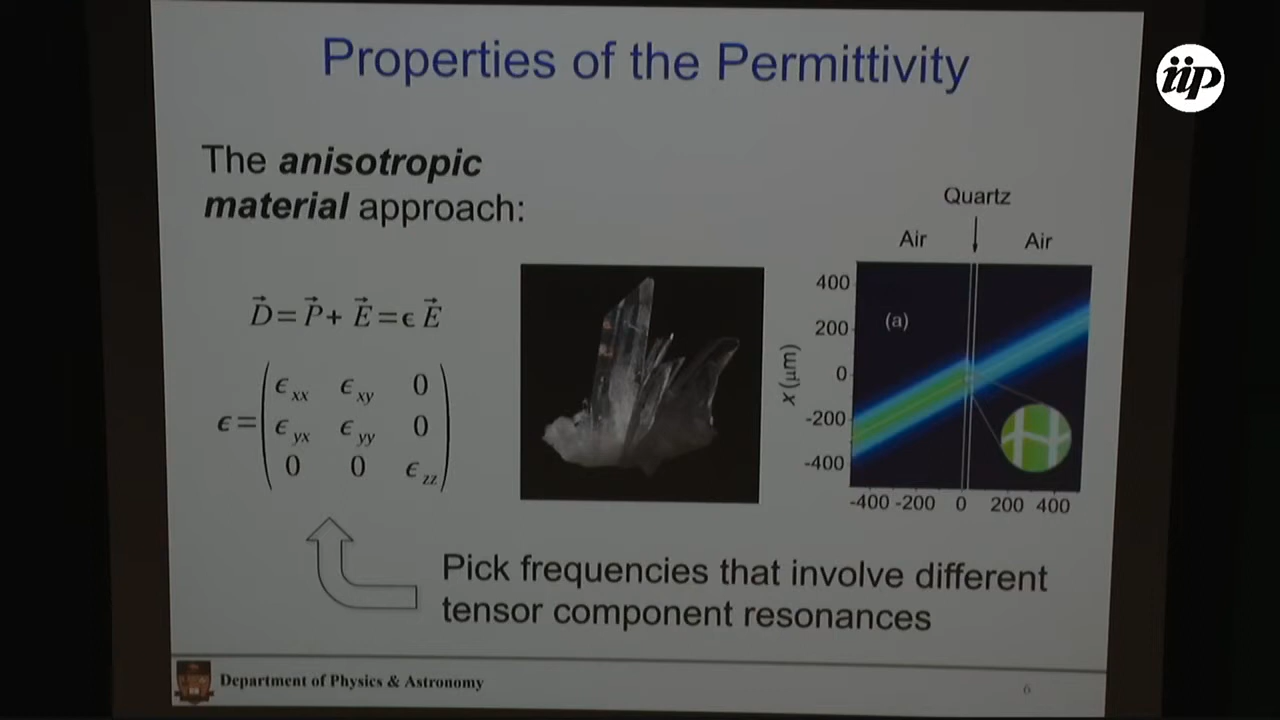 Properties of the Permittivity
iip
The anisotropic
material approach:
Quartz
Air Air
D⃗ = P⃗ + E⃗ = ϵ E⃗
ϵ = ( ϵxx ϵxy 0
ϵyx ϵyy 0
0 0 ϵzz )
(a)
x (μm)
400
200
0
-200
-400
-400 -200 0 200 400
Pick frequencies that involve different
tensor component resonances
Department of Physics & Astronomy
6